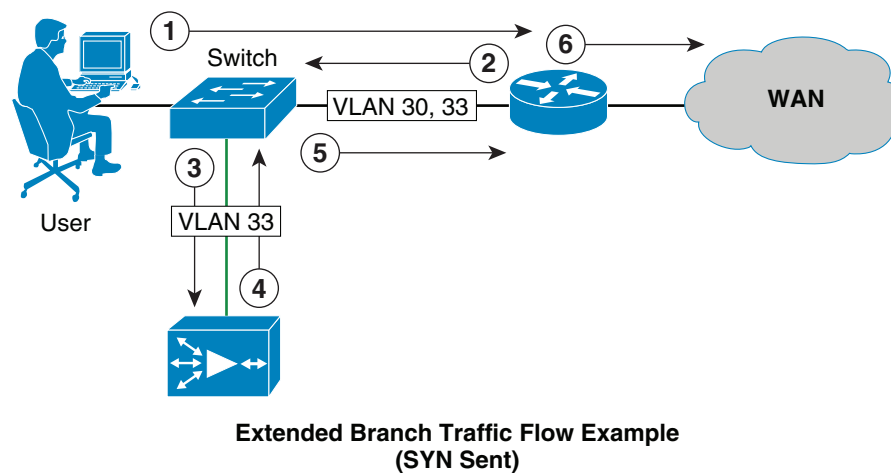 1
6
Switch
2
VLAN 30, 33
WAN
5
3
User
VLAN 33
4
Extended Branch Traffic Flow Example
(SYN Sent)